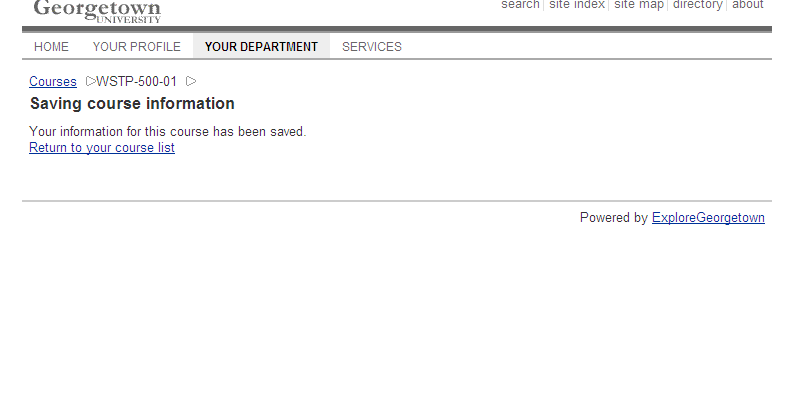 Georgetown
UNIVERSITY
search site index site map directory about
HOME YOUR PROFILE YOUR DEPARTMENT SERVICES
Courses WSTP-500-01
Saving course information
Your information for this course has been saved.
Return to your course list
Powered by ExploreGeorgetown